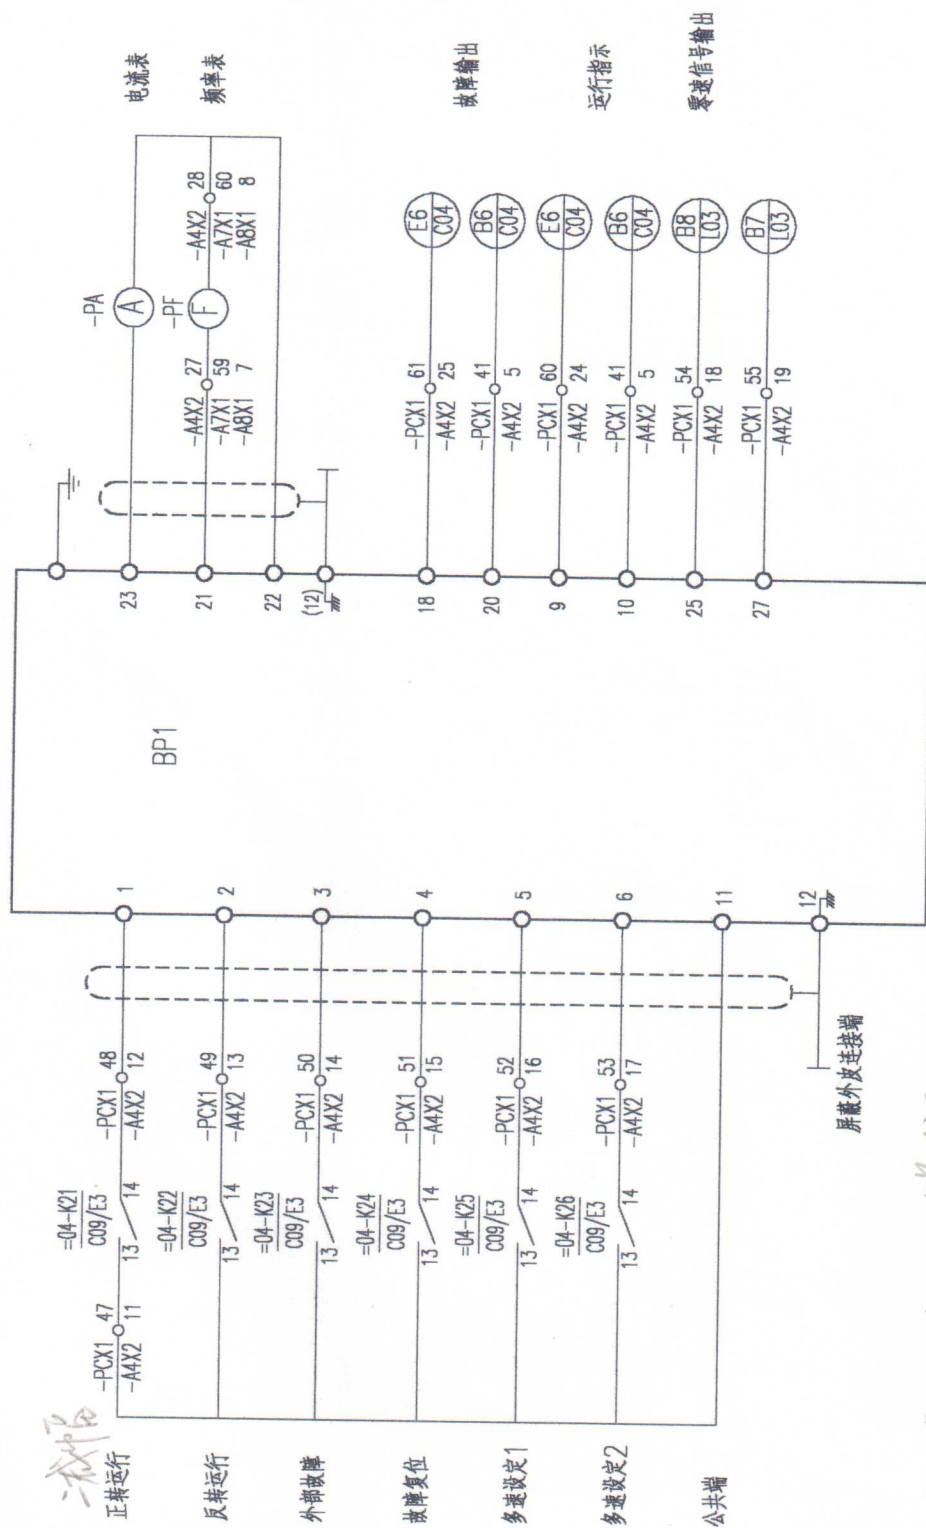 正转运行
-PCX1 47
-A4X2 11
=04-K21
C09/E3
13 14
-PCX1 48
-A4X2 12
1
反转运行
=04-K22
C09/E3
13 14
-PCX1 49
-A4X2 13
2
外部故障
=04-K23
C09/E3
13 14
-PCX1 50
-A4X2 14
3
故障复位
=04-K24
C09/E3
13 14
-PCX1 51
-A4X2 15
4
多速设定1
=04-K25
C09/E3
13 14
-PCX1 52
-A4X2 16
5
多速设定2
=04-K26
C09/E3
13 14
-PCX1 53
-A4X2 17
6
公共端
11
12
屏蔽外皮连接端
BP1
23
-PA
A
电流表
21
-A4X2 27
-A7X1 59
-A8X1 7
-PF
F
-A4X2 28
-A7X1 60
-A8X1 8
频率表
22
(12)
18
-PCX1 61
-A4X2 25
E6
C04
故障输出
20
-PCX1 41
-A4X2 5
B6
C04
9
-PCX1 60
-A4X2 24
E6
C04
运行指示
10
-PCX1 41
-A4X2 5
B6
C04
25
-PCX1 54
-A4X2 18
B8
L03
零速信号输出
27
-PCX1 55
-A4X2 19
B7
L03